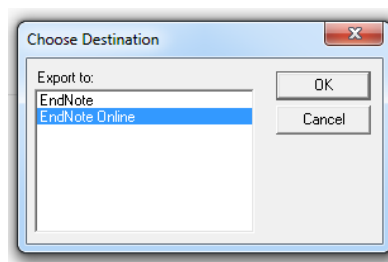 Choose Destination
Export to:
EndNote
EndNote Online
OK
Cancel